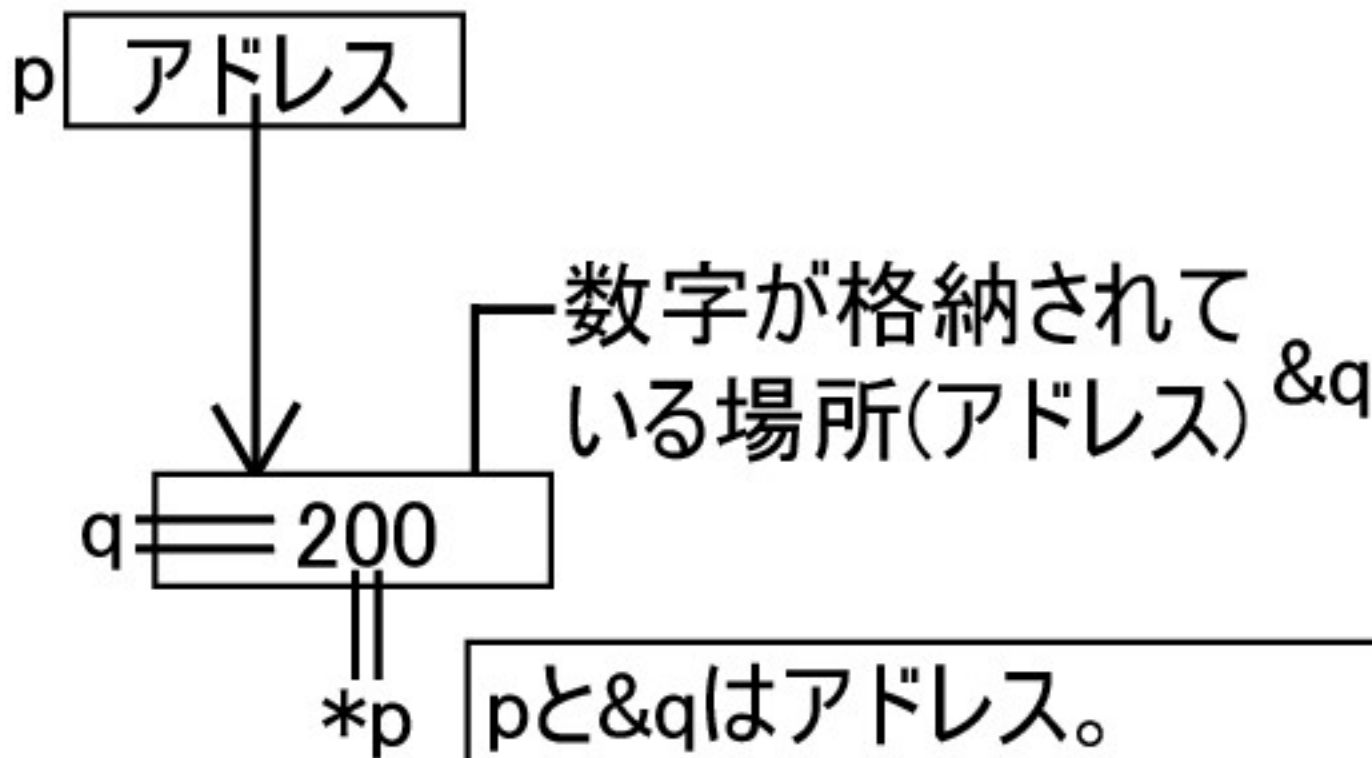 p アドレス
数字が格納されて
いる場所(アドレス) &q
q 200
*p
pと&qはアドレス。